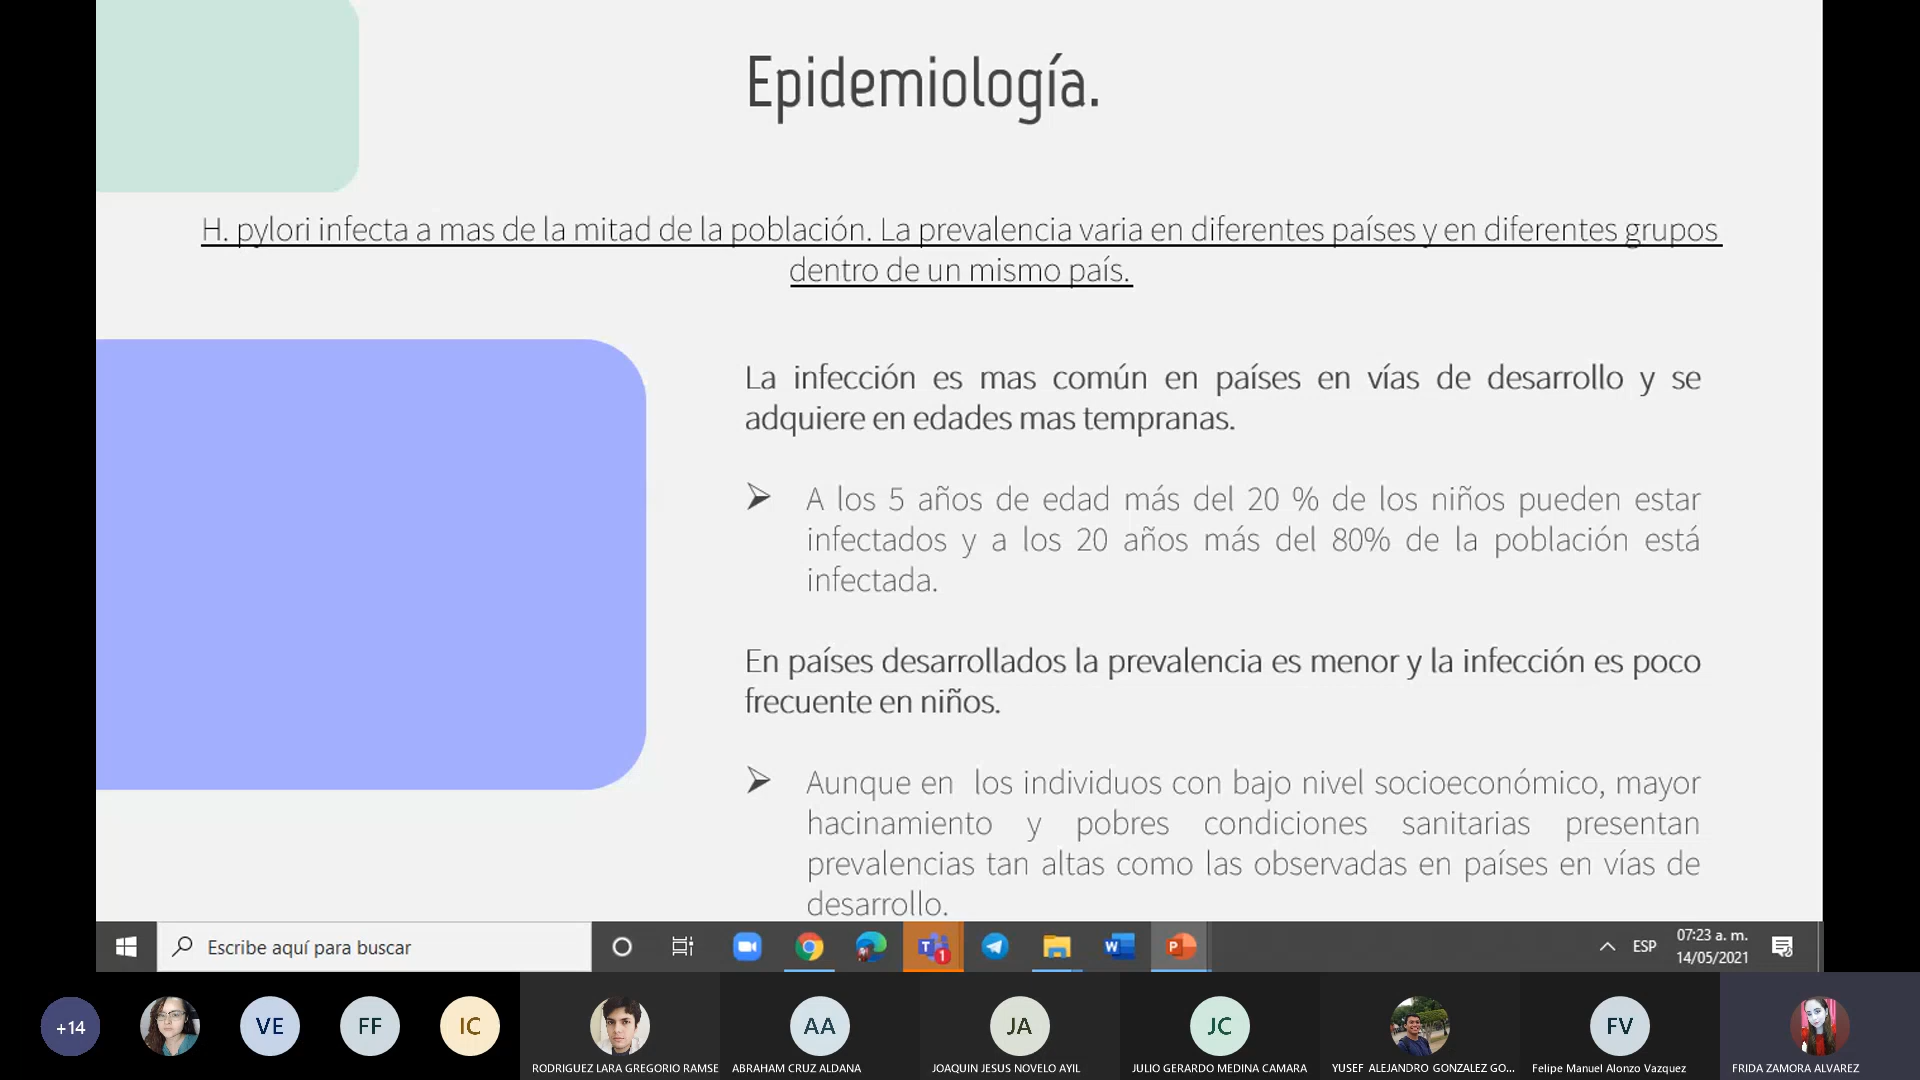 Epidemiología.
H. pylori infecta a mas de la mitad de la población. La prevalencia varia en diferentes países y en diferentes grupos
dentro de un mismo país.
La infección es mas común en países en vías de desarrollo y se
adquiere en edades mas tempranas.
A los 5 años de edad más del 20 % de los niños pueden estar
infectados y a los 20 años más del 80% de la población está
infectada.
En países desarrollados la prevalencia es menor y la infección es poco
frecuente en niños.
Aunque en los individuos con bajo nivel socioeconómico, mayor
hacinamiento y pobres condiciones sanitarias presentan
prevalencias tan altas como las observadas en países en vías de
desarrollo.
Escribe aquí para buscar
T
1
W
P
ESP
07:23 a. m.
14/05/2021
+14
VE
FF
IC
AA
JA
JC
FV
RODRIGUEZ LARA GREGORIO RAMSE
ABRAHAM CRUZ ALDANA
JOAQUIN JESUS NOVELO AYIL
JULIO GERARDO MEDINA CAMARA
YUSEF ALEJANDRO GONZALEZ GO...
Felipe Manuel Alonzo Vazquez
FRIDA ZAMORA ALVAREZ